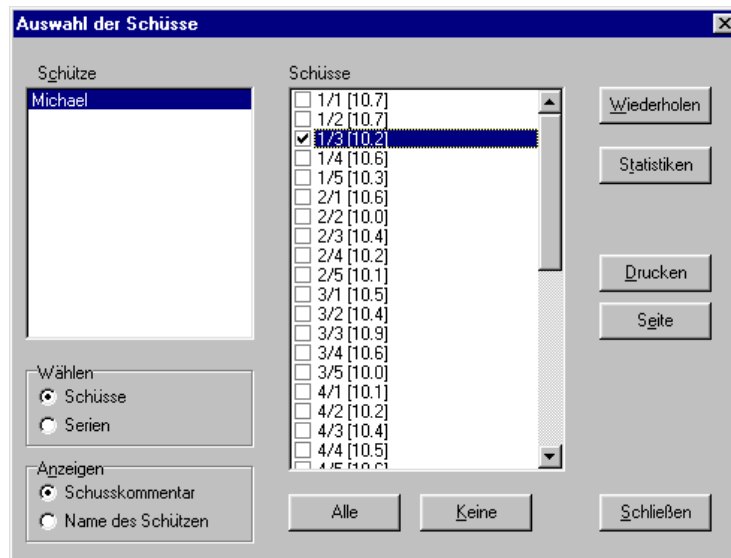 Auswahl der Schüsse
Schütze
Michael
Schüsse
1/1 [10.7]
1/2 [10.7]
1/3 [10.2]
1/4 [10.6]
1/5 [10.3]
2/1 [10.6]
2/2 [10.0]
2/3 [10.4]
2/4 [10.2]
2/5 [10.1]
3/1 [10.5]
3/2 [10.4]
3/3 [10.9]
3/4 [10.6]
3/5 [10.0]
4/1 [10.1]
4/2 [10.2]
4/3 [10.4]
4/4 [10.5]
4/5 [10.6]
Wiederholen
Statistiken
Drucken
Seite
Wählen
Schüsse
Serien
Anzeigen
Schusskommentar
Name des Schützen
Alle
Keine
Schließen